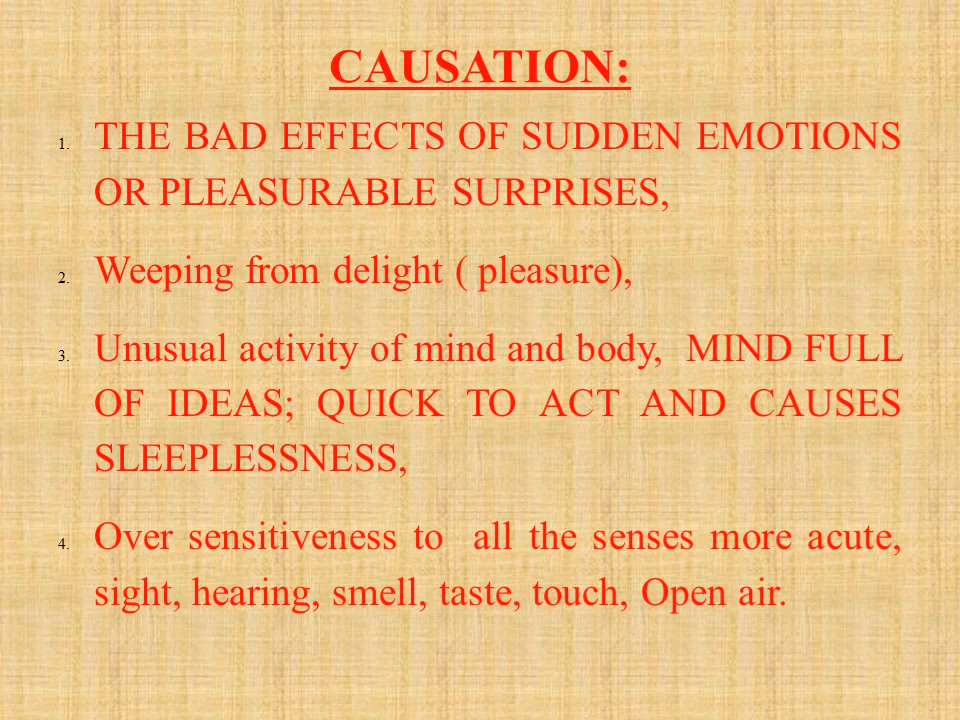 CAUSATION:
1. THE BAD EFFECTS OF SUDDEN EMOTIONS
OR PLEASURABLE SURPRISES,
2. Weeping from delight ( pleasure),
3. Unusual activity of mind and body, MIND FULL
OF IDEAS; QUICK TO ACT AND CAUSES
SLEEPLESSNESS,
4. Over sensitiveness to all the senses more acute,
sight, hearing, smell, taste, touch, Open air.